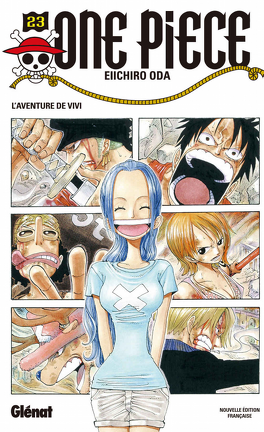 23
ONE PIECE
EIICHIRO ODA
L'AVENTURE DE VIVI
Glénat
NOUVELLE ÉDITION
FRANÇAISE